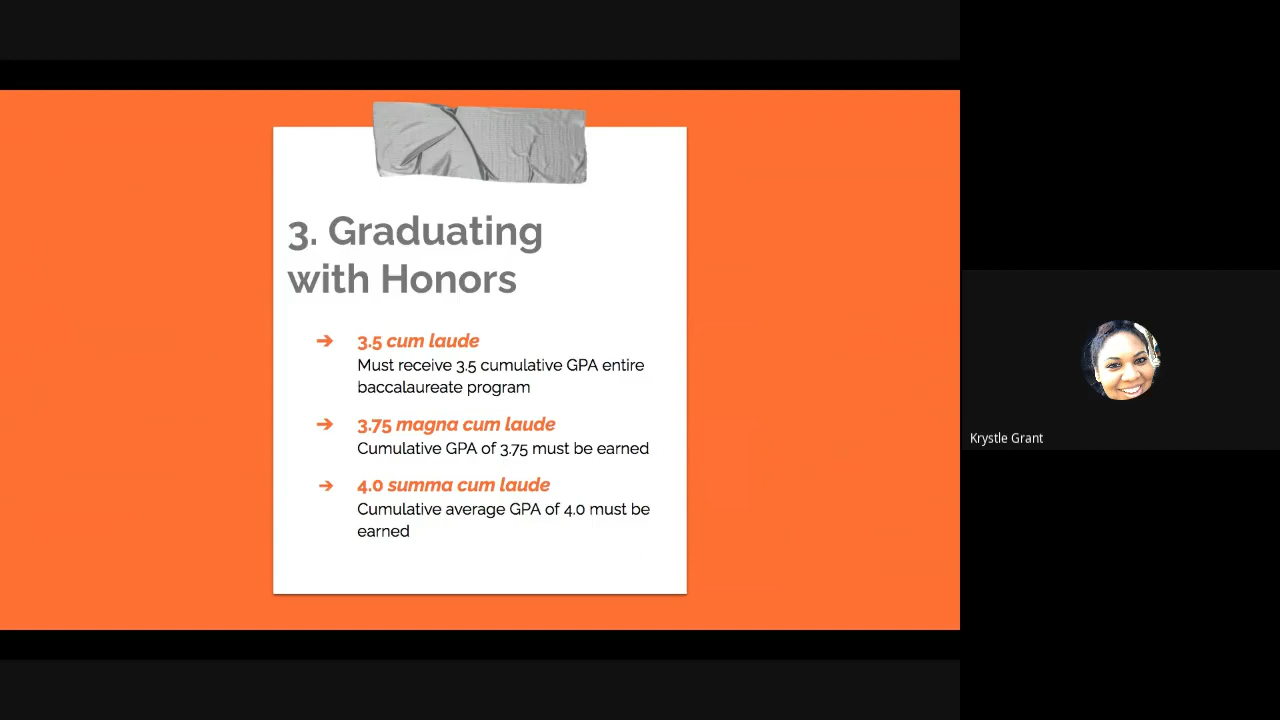 3. Graduating
with Honors
➔ 3.5 cum laude
Must receive 3.5 cumulative GPA entire
baccalaureate program
➔ 3.75 magna cum laude
Cumulative GPA of 3.75 must be earned
➔ 4.0 summa cum laude
Cumulative average GPA of 4.0 must be
earned
Krystle Grant